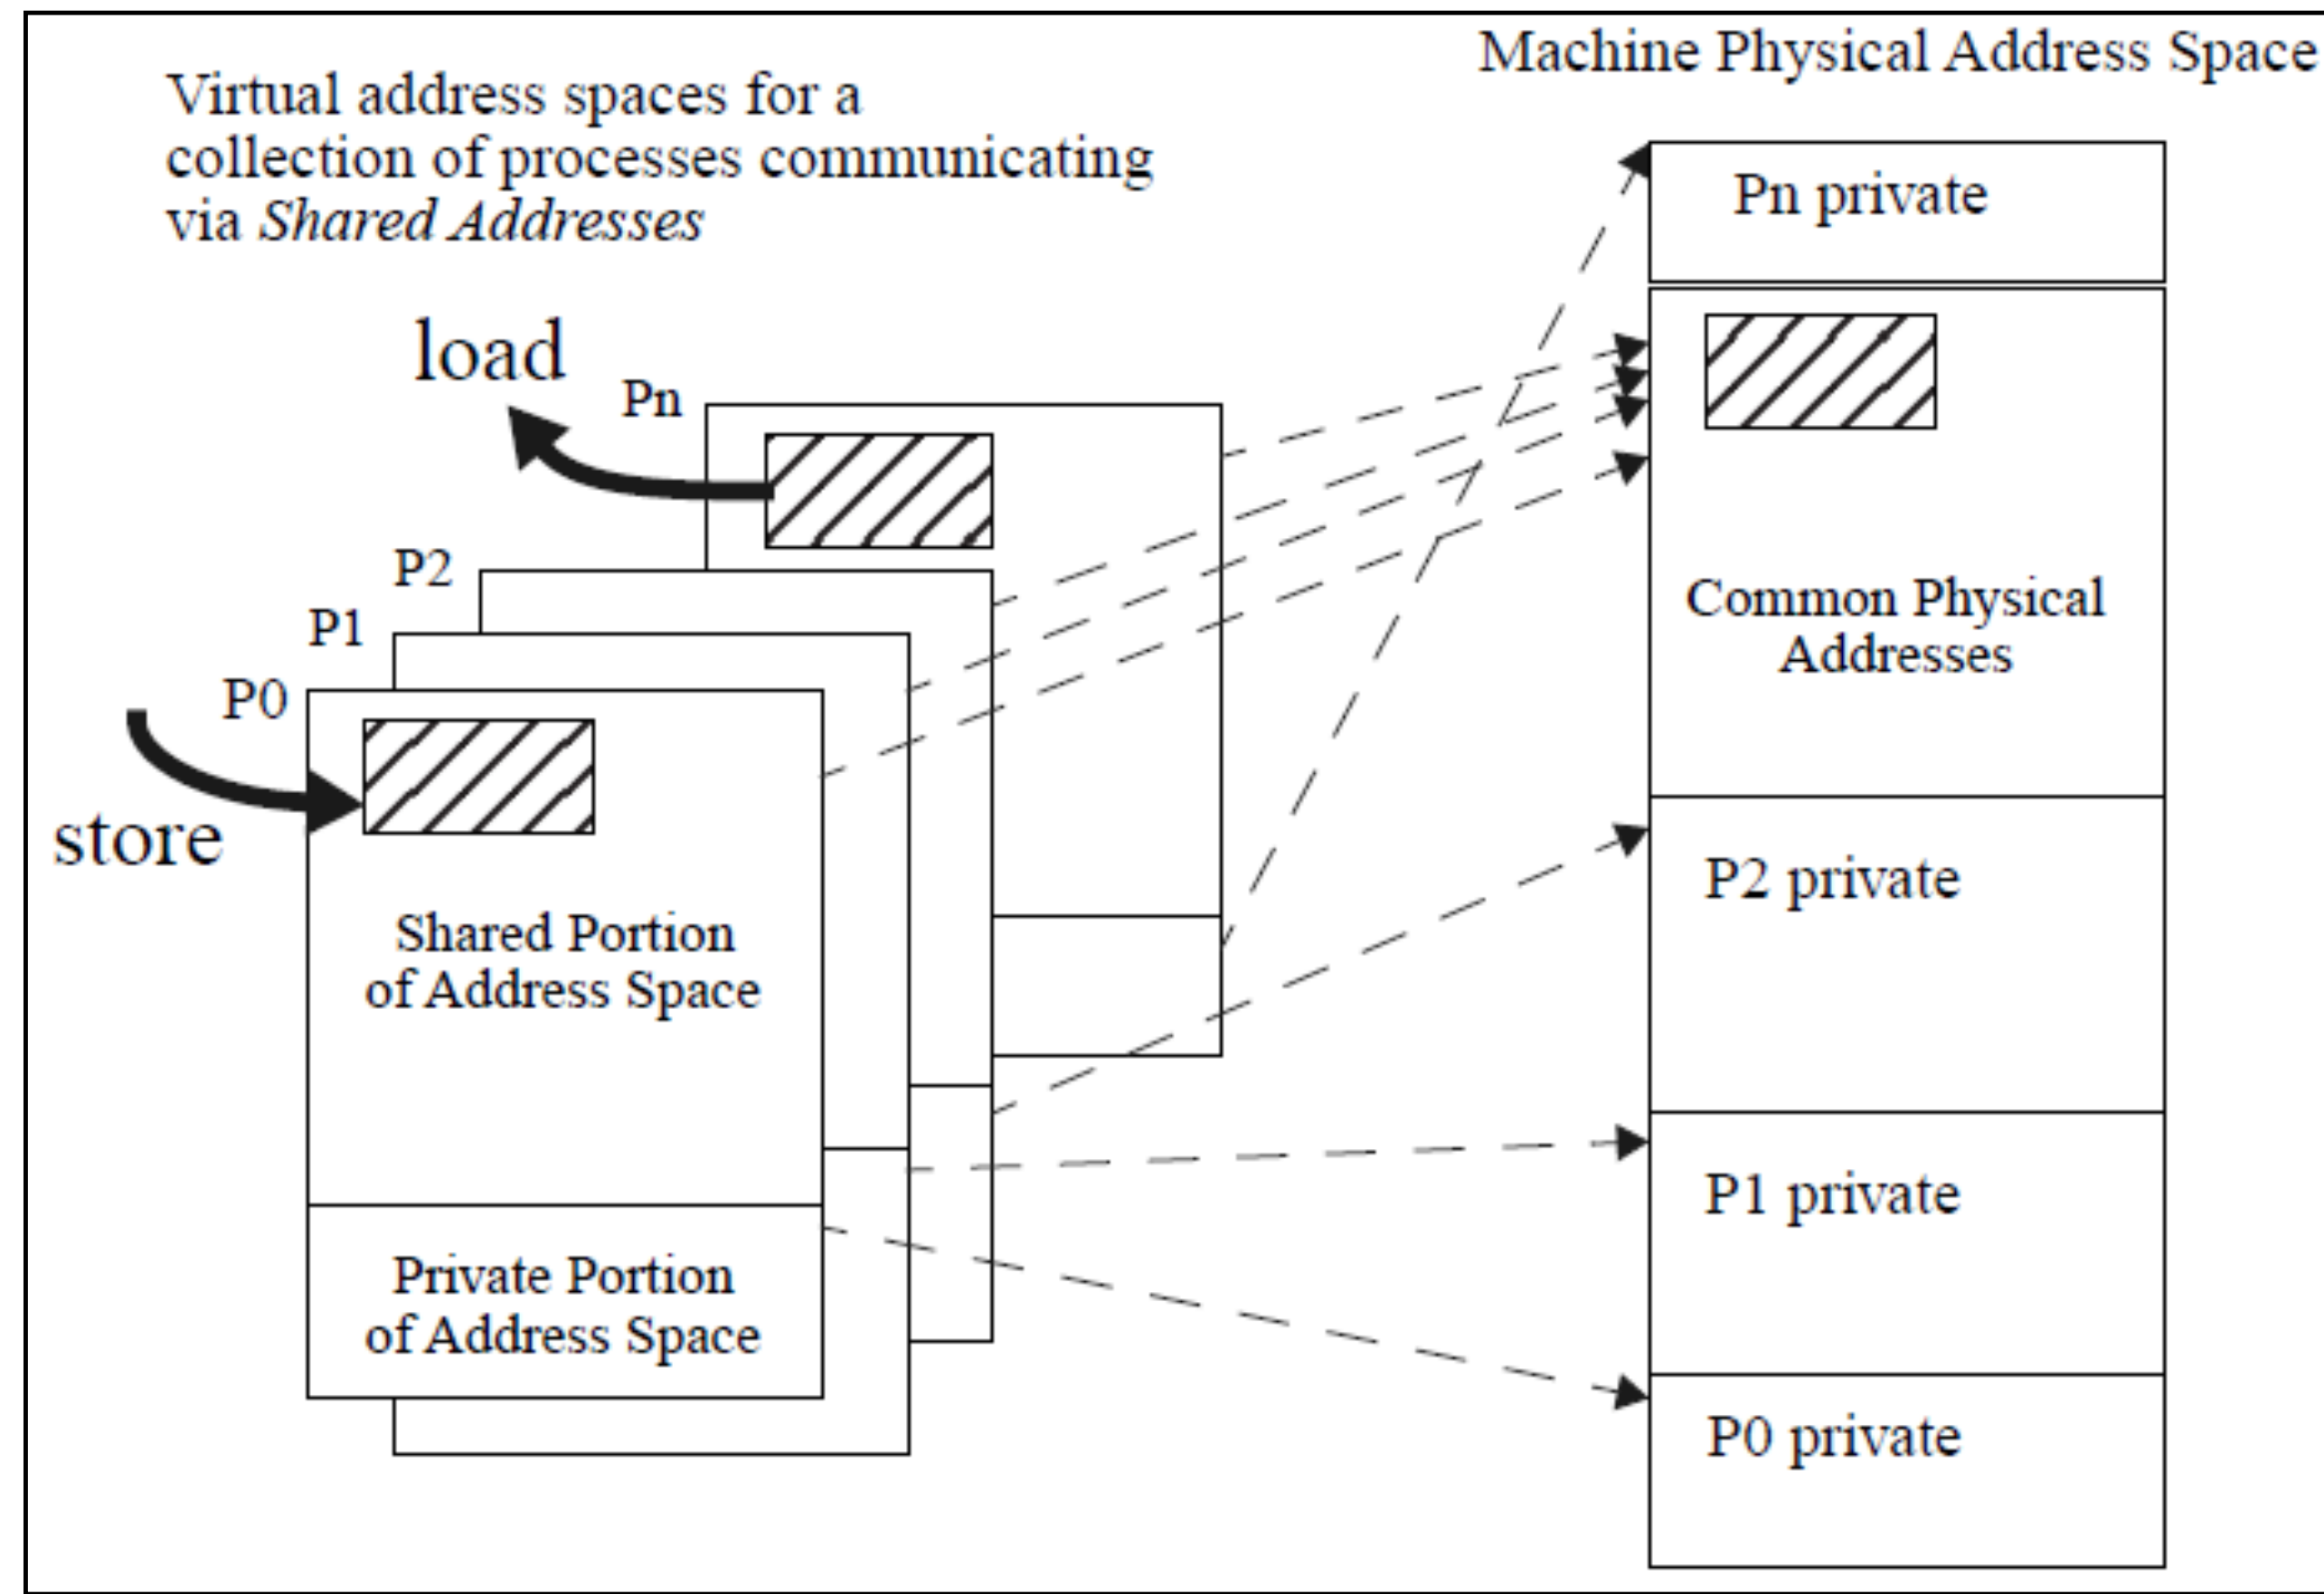 Machine Physical Address Space
Virtual address spaces for a
collection of processes communicating
via Shared Addresses
Pn private
load
Pn
P2
P1
P0
store
Shared Portion
of Address Space
Private Portion
of Address Space
Common Physical
Addresses
P2 private
P1 private
P0 private